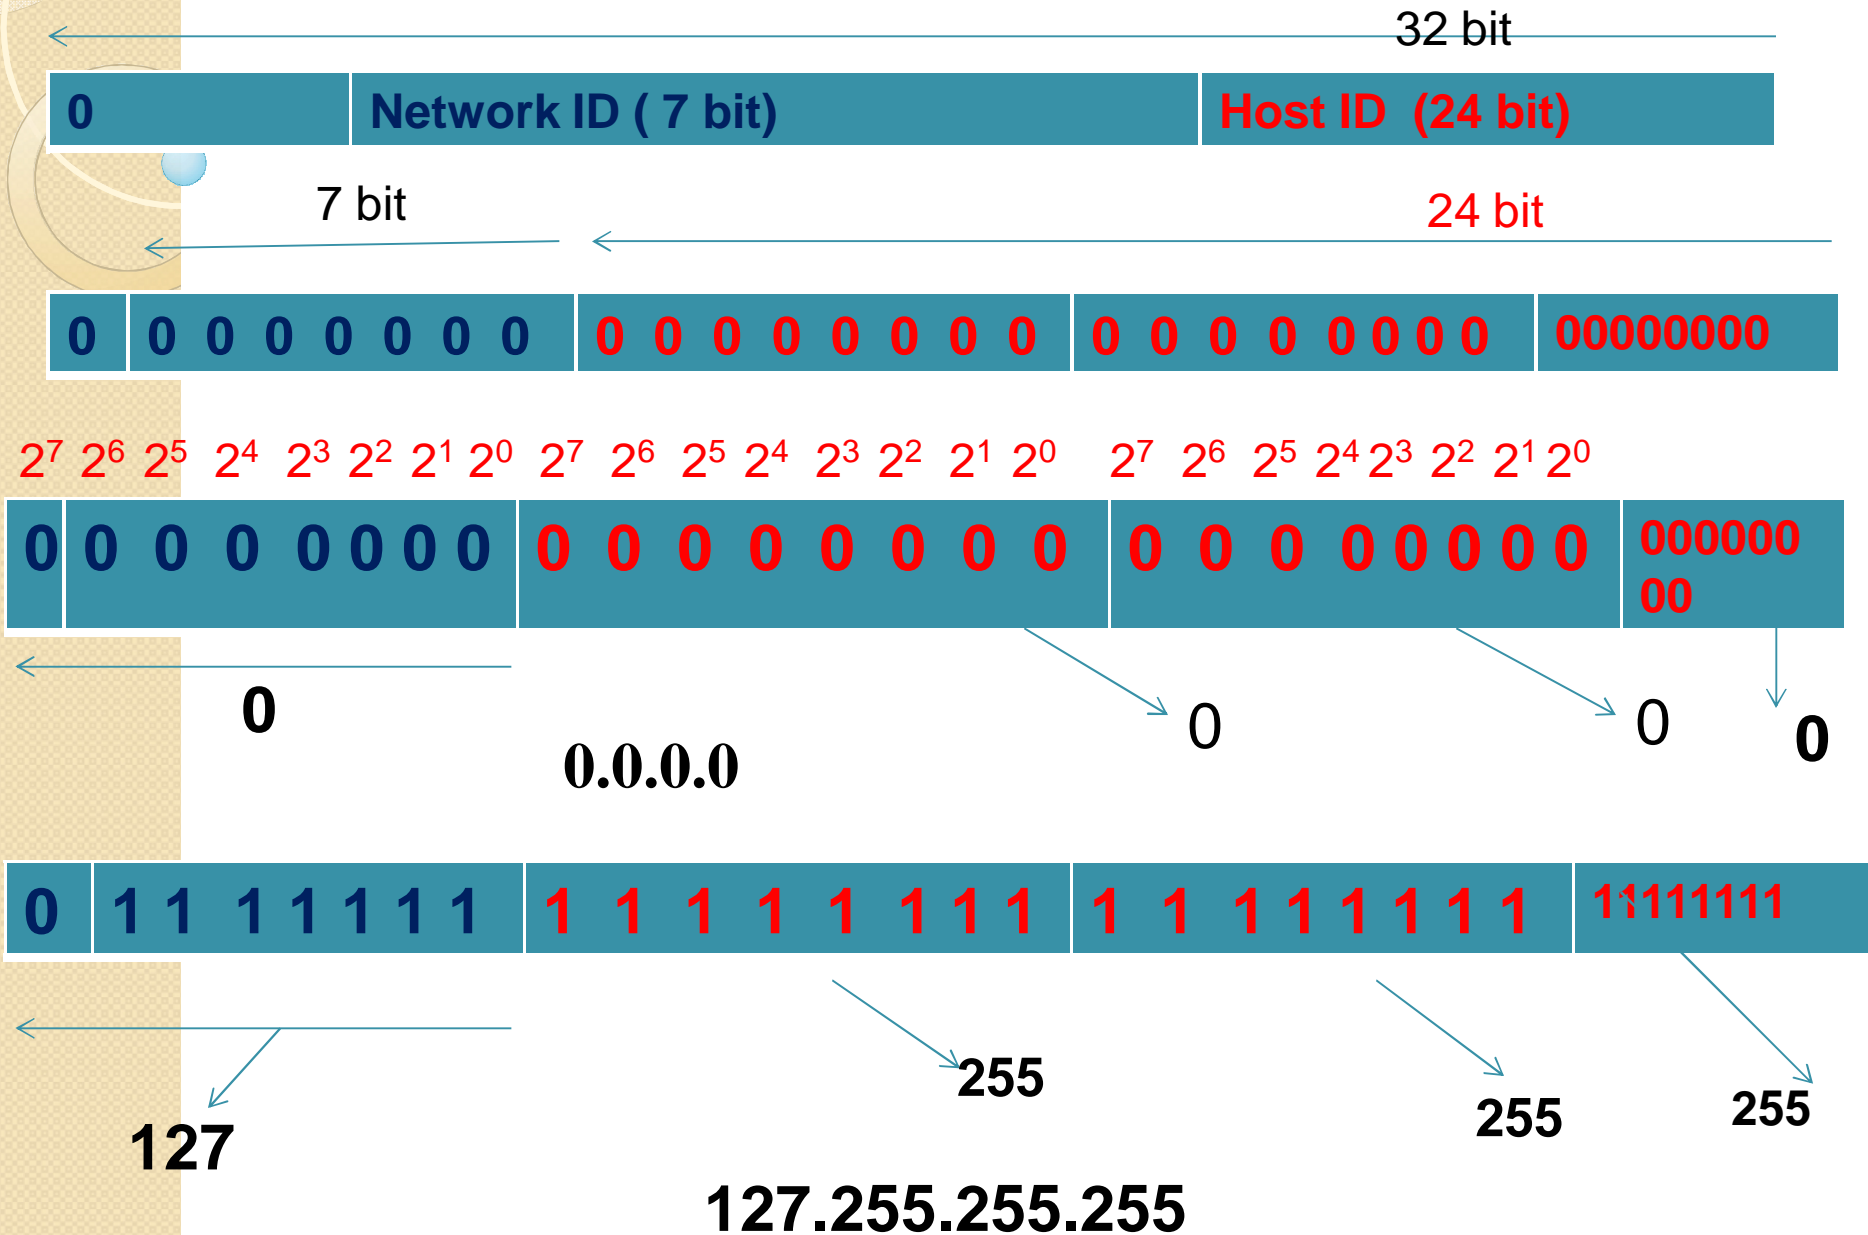 32 bit
0 Network ID ( 7 bit) Host ID (24 bit)
7 bit 24 bit
0 0 0 0 0 0 0 0 0 0 0 0 0 0 0 0 0 0 0 0 0 0 0 0 00000000
2⁷ 2⁶ 2⁵ 2⁴ 2³ 2² 2¹ 2⁰ 2⁷ 2⁶ 2⁵ 2⁴ 2³ 2² 2¹ 2⁰ 2⁷ 2⁶ 2⁵ 2⁴ 2³ 2² 2¹ 2⁰
0 0 0 0 0 0 0 0 0 0 0 0 0 0 0 0 0 0 0 0 0 0 0 0 000000
00
0 0 0 0
0.0.0.0
0 1 1 1 1 1 1 1 1 1 1 1 1 1 1 1 1 1 1 1 1 1 1 1 11111111
255
127 255 255
127.255.255.255